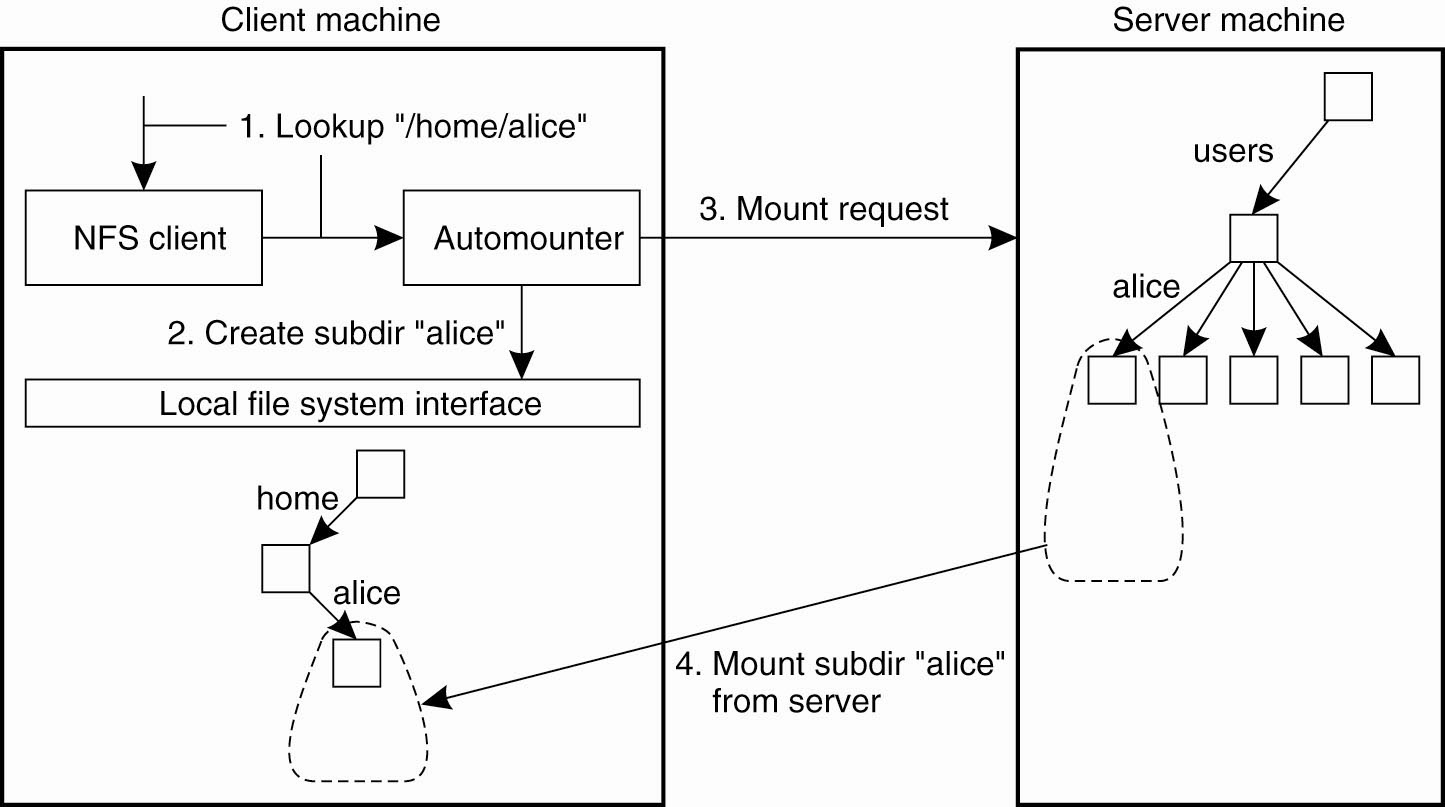 Client machine
Server machine
1. Lookup "/home/alice"
users
NFS client
Automounter
3. Mount request
alice
2. Create subdir "alice"
Local file system interface
home
alice
4. Mount subdir "alice"
from server